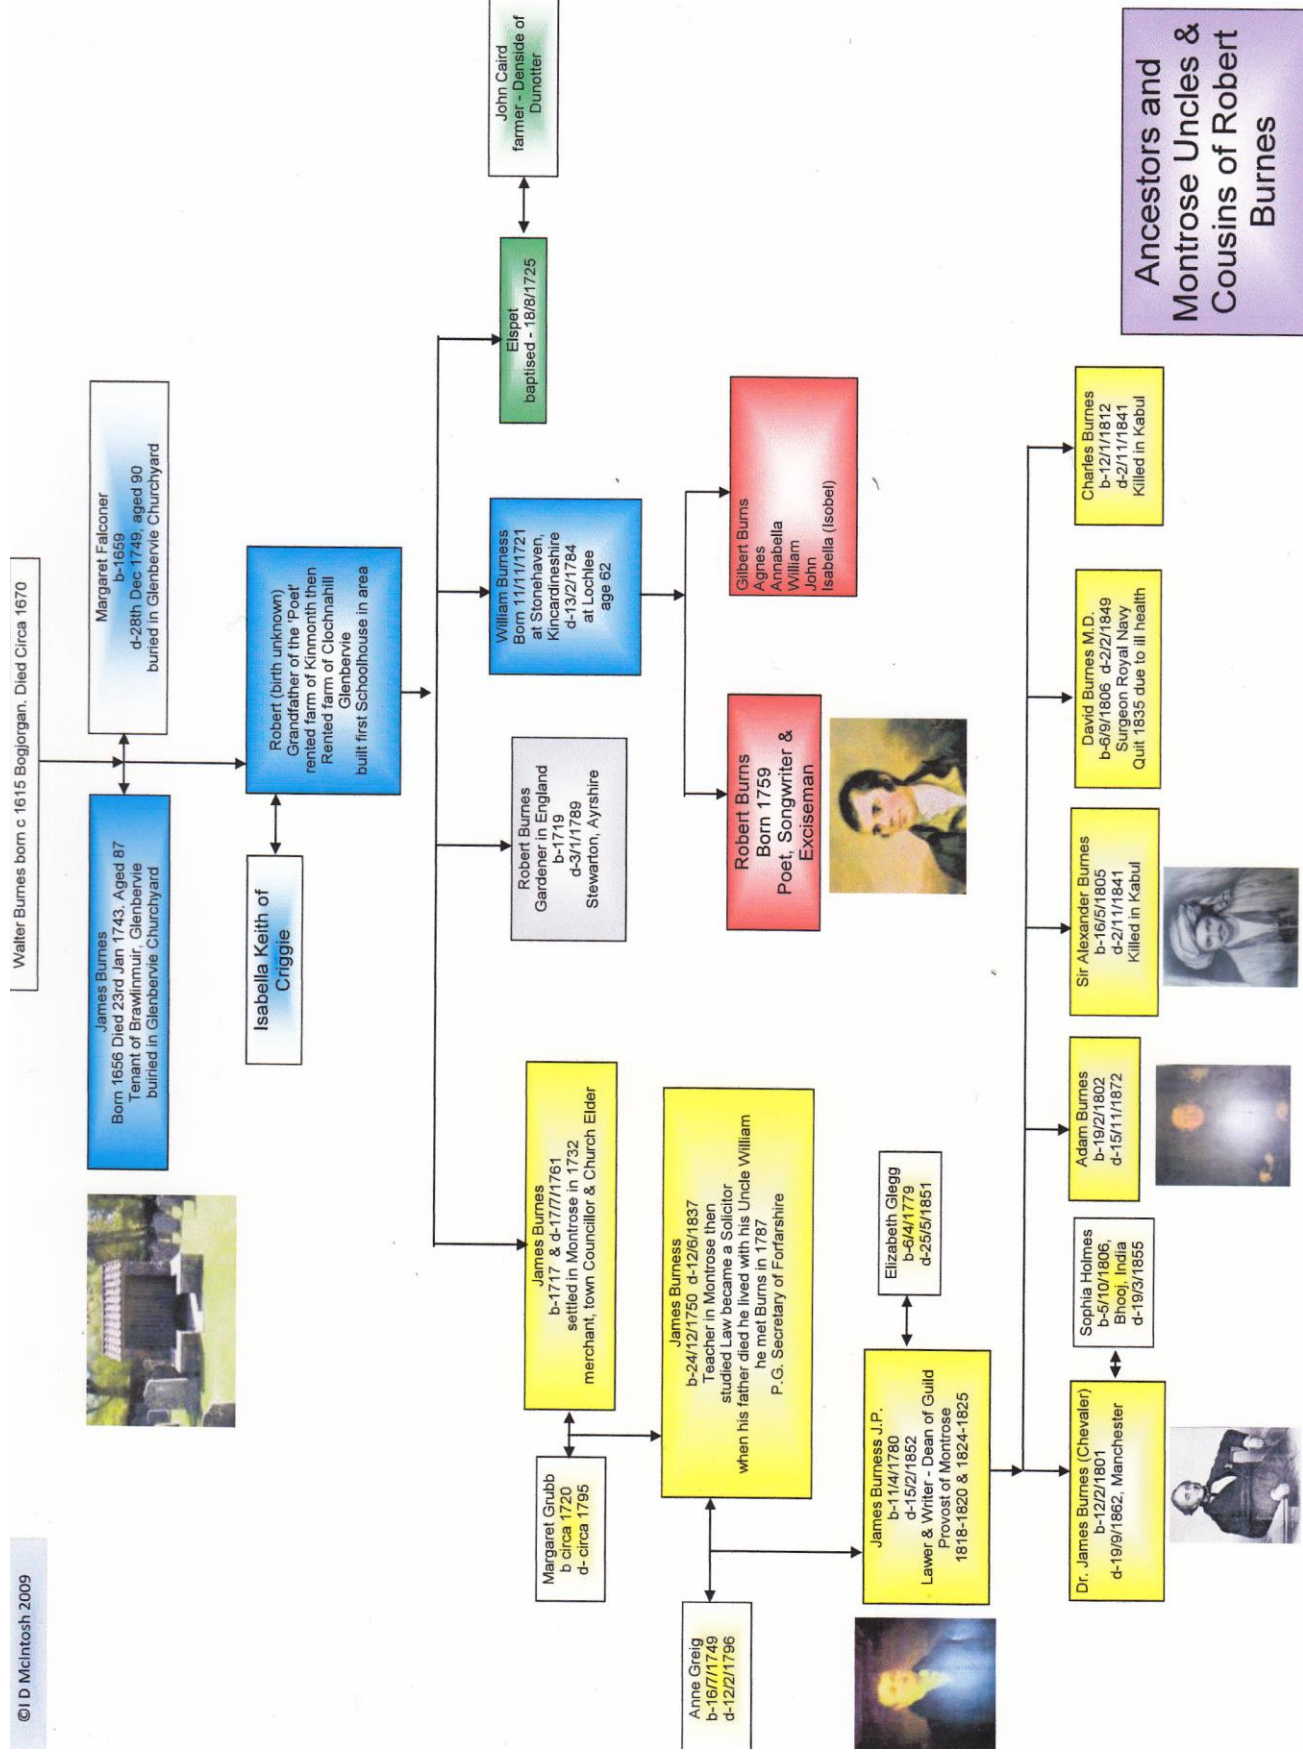 ©I D McIntosh 2009
Walter Burnes born c 1615 Bogjorgan. Died Circa 1670
James Burnes
Born 1656 Died 23rd Jan 1743, Aged 87
Tenant of Brawlinmuir, Glenbervie
buiried in Glenbervie Churchyard
Margaret Falconer
b-1659
d-28th Dec 1749, aged 90
buried in Glenbervie Churchyard
Isabella Keith of
Criggie
Robert (birth unknown)
Grandfather of the 'Poet'
rented farm of Kinmonth then
Rented farm of Clochnahill
Glenbervie
built first Schoolhouse in area
James Burnes
b-1717 & d-17/7/1761
settled in Montrose in 1732
merchant, town Councillor & Church Elder
Robert Burnes
Gardener in England
b-1719
d-3/1/1789
Stewarton, Ayrshire
William Burness
Born 11/11/1721
at Stonehaven,
Kincardineshire
d-13/2/1784
at Lochlee
age 62
Elspet
baptised - 18/8/1725
John Caird
farmer - Denside of
Dunotter
Margaret Grubb
b circa 1720
d- circa 1795
James Burness
b-24/12/1750 d-12/6/1837
Teacher in Montrose then
studied Law became a Solicitor
when his father died he lived with his Uncle William
he met Burns in 1787
P.G. Secretary of Forfarshire
Robert Burns
Born 1759
Poet, Songwriter &
Exciseman
Gilbert Burns
Agnes
Annabella
William
John
Isabella (Isobel)
Anne Greig
b-16/7/1749
d-12/2/1796
James Burness J.P.
b-11/4/1780
d-15/2/1852
Lawer & Writer - Dean of Guild
Provost of Montrose
1818-1820 & 1824-1825
Elizabeth Glegg
b-6/4/1779
d-25/5/1851
Dr. James Burnes (Chevaler)
b-12/2/1801
d-19/9/1862, Manchester
Sophia Holmes
b-5/10/1806,
Bhooj, India
d-19/3/1855
Adam Burnes
b-19/2/1802
d-15/11/1872
Sir Alexander Burnes
b-16/5/1805
d-2/11/1841
Killed in Kabul
David Burnes M.D.
b-6/9/1806 d-2/2/1849
Surgeon Royal Navy
Quit 1835 due to ill health
Charles Burnes
b-12/1/1812
d-2/11/1841
Killed in Kabul
Ancestors and
Montrose Uncles &
Cousins of Robert
Burnes